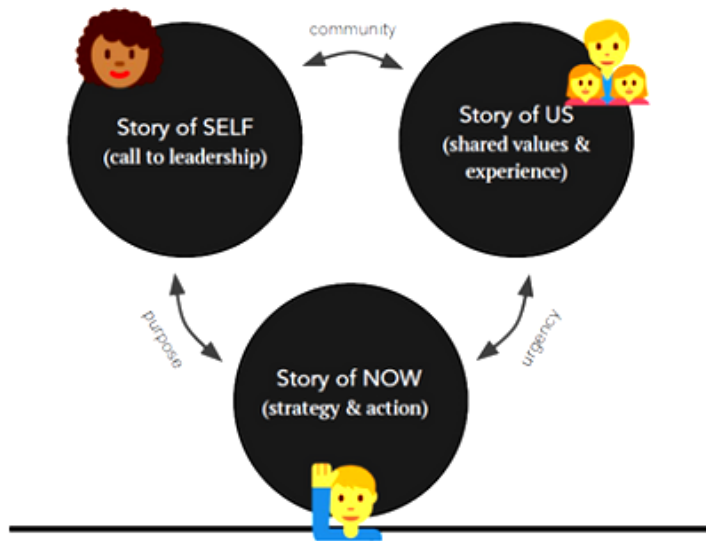 community
Story of SELF
(call to leadership)
Story of US
(shared values &
experience)
purpose
urgency
Story of NOW
(strategy & action)